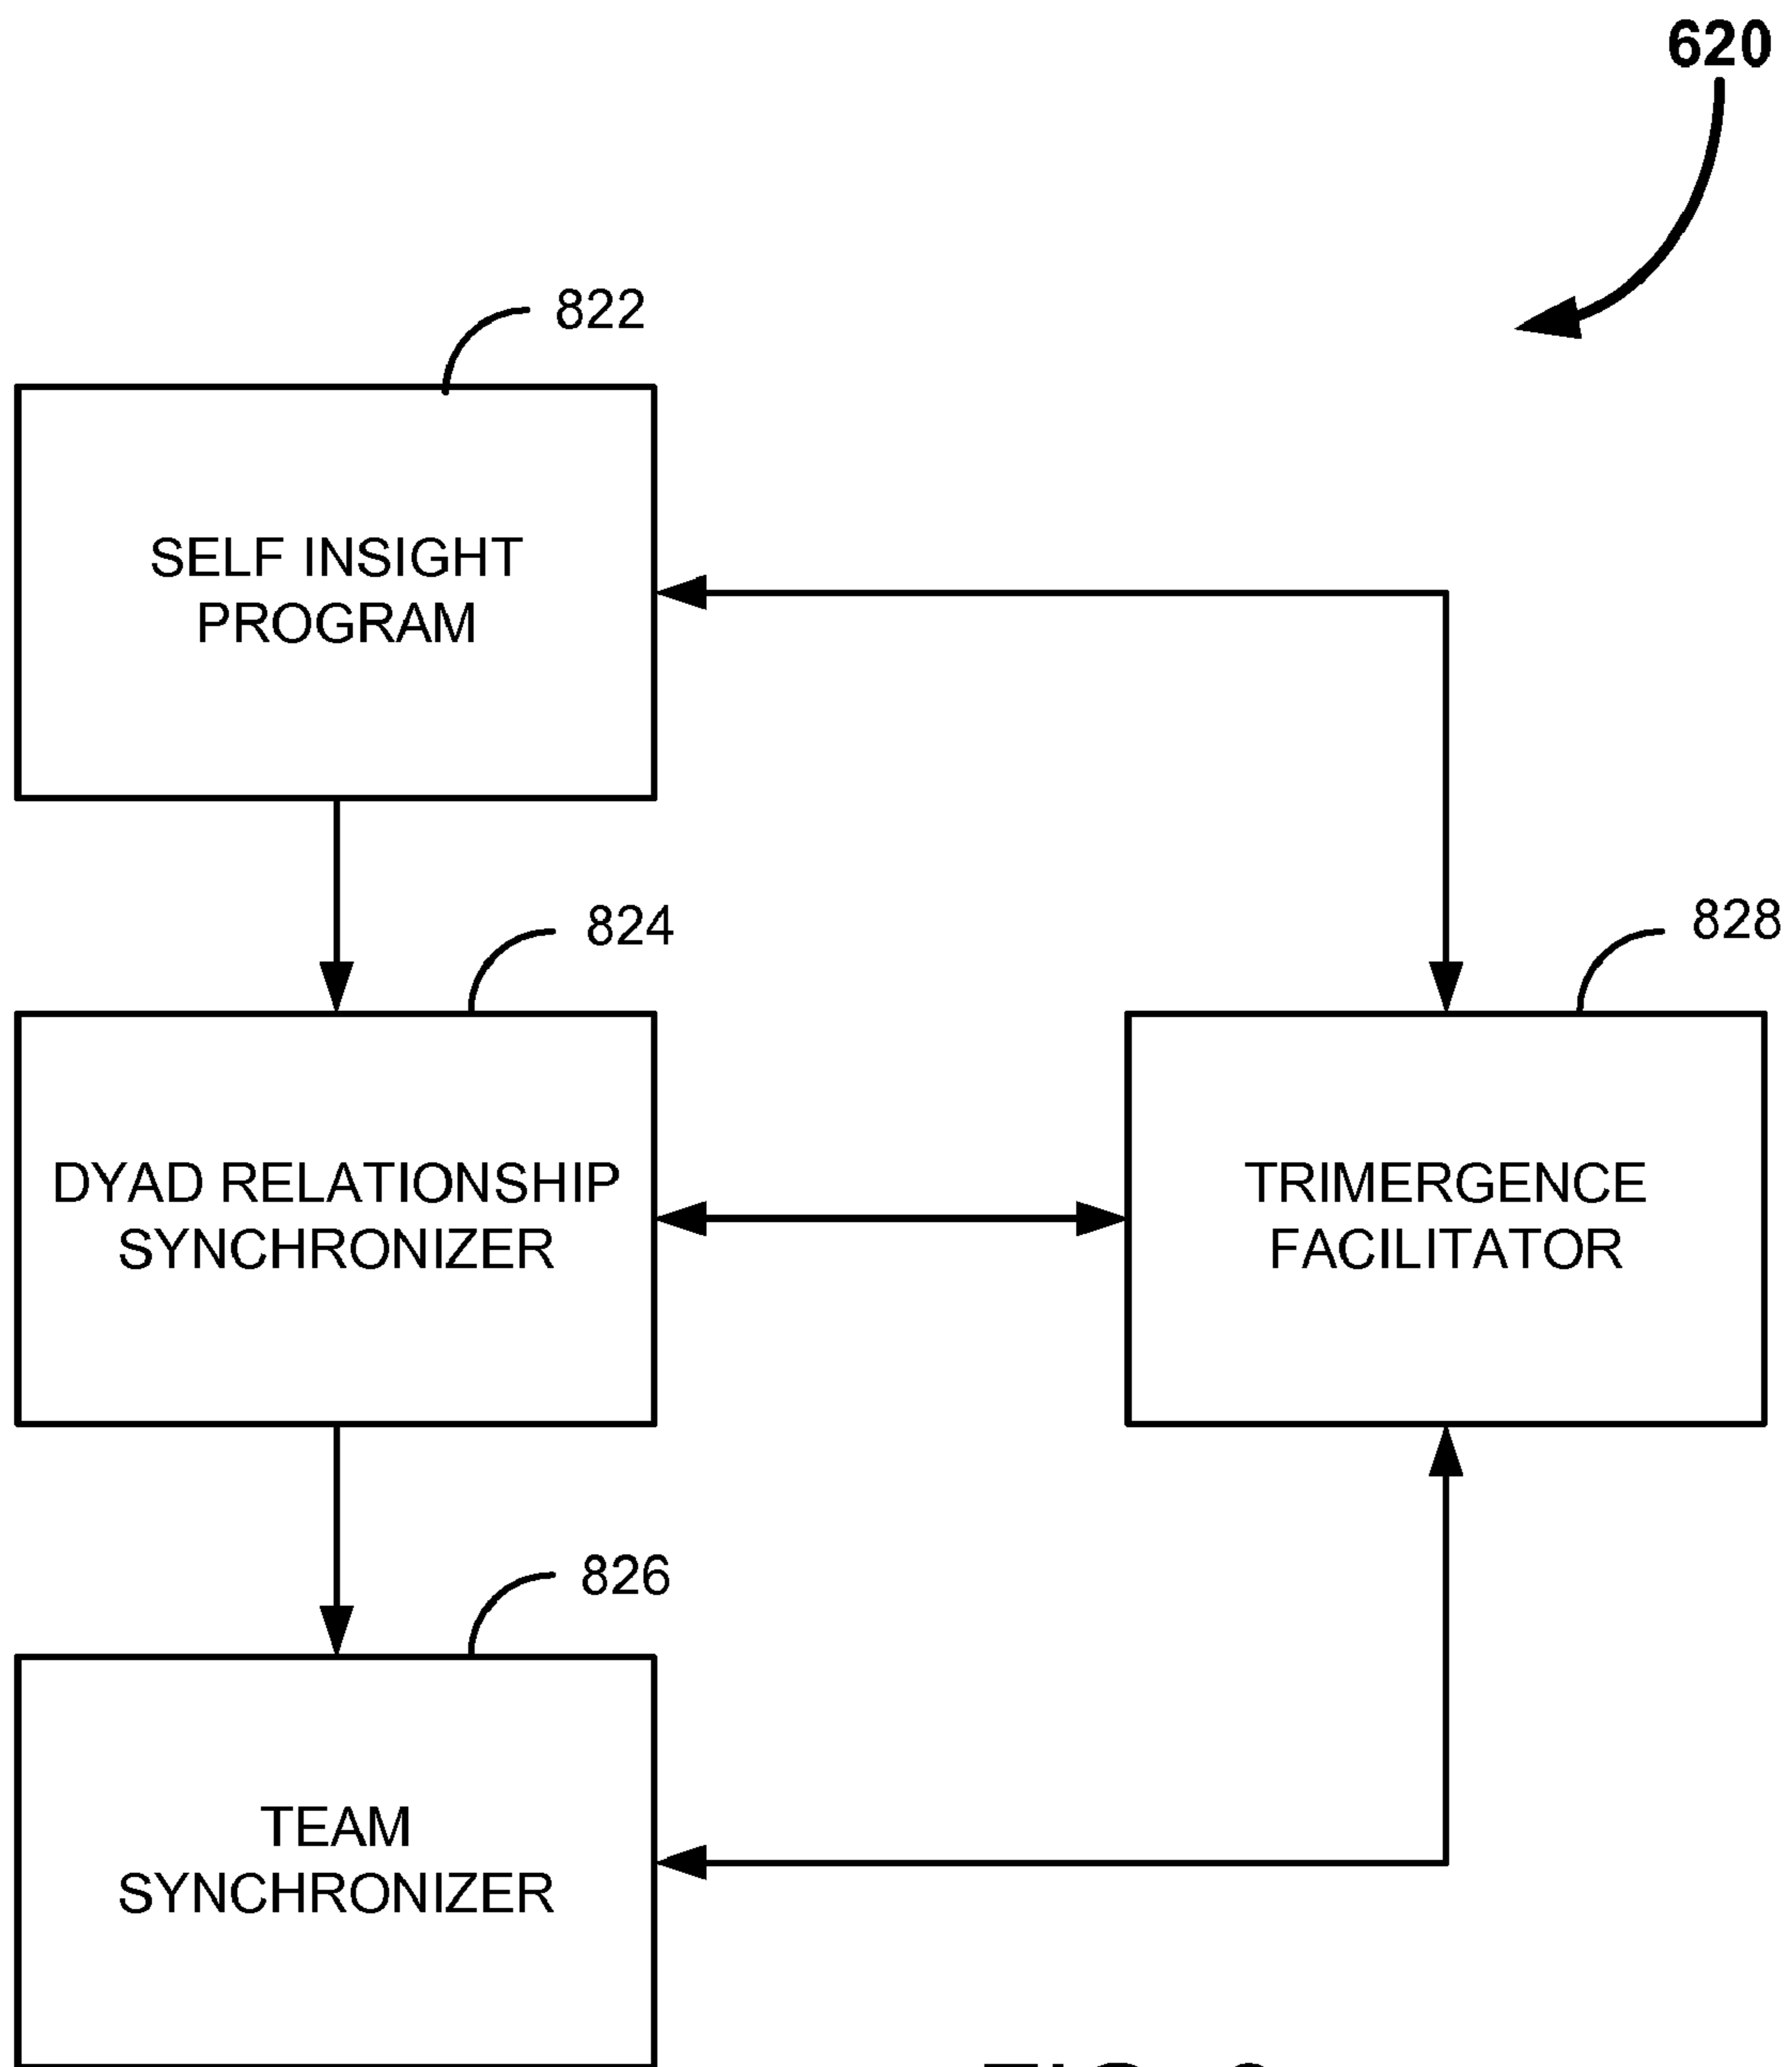 620
822
SELF INSIGHT
PROGRAM
824
828
DYAD RELATIONSHIP
SYNCHRONIZER
TRIMERGENCE
FACILITATOR
826
TEAM
SYNCHRONIZER